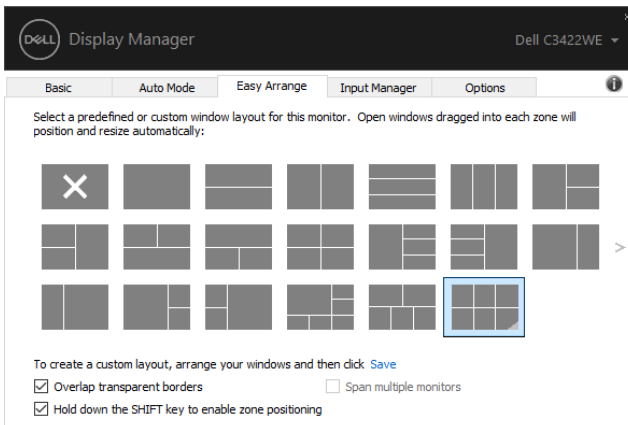 DELL Display Manager Dell C3422WE
Basic Auto Mode Easy Arrange Input Manager Options
Select a predefined or custom window layout for this monitor. Open windows dragged into each zone will
position and resize automatically:
To create a custom layout, arrange your windows and then click Save
Overlap transparent borders Span multiple monitors
Hold down the SHIFT key to enable zone positioning